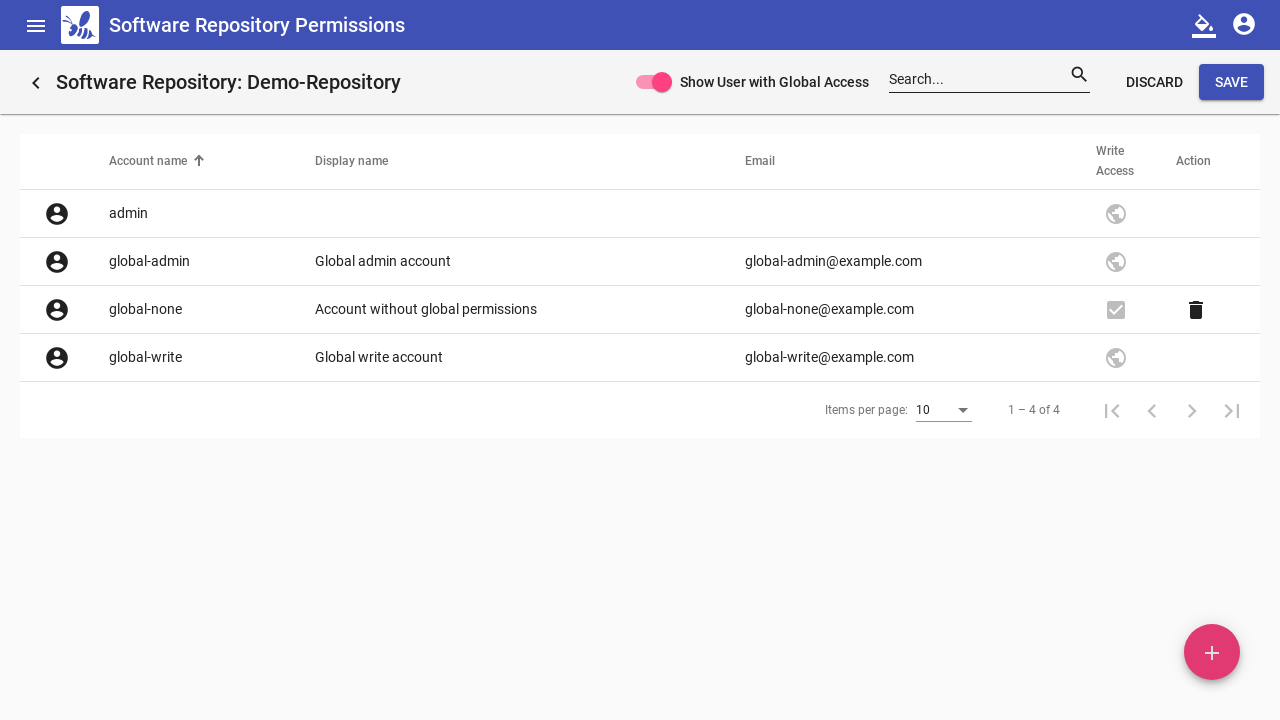 Software Repository Permissions
Software Repository: Demo-Repository
Show User with Global Access
Search...
DISCARD
SAVE
Account name
Display name
Email
Write
Access
Action
admin
global-admin
Global admin account
global-admin@example.com
global-none
Account without global permissions
global-none@example.com
global-write
Global write account
global-write@example.com
Items per page:
10
1 – 4 of 4